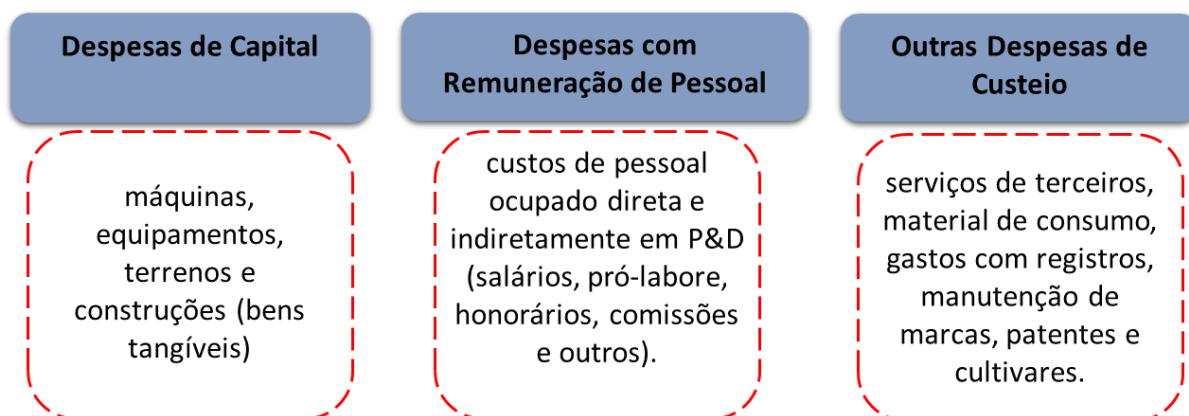 Despesas de Capital
máquinas,
equipamentos,
terrenos e
construções (bens
tangíveis)
Despesas com
Remuneração de Pessoal
custos de pessoal
ocupado direta e
indiretamente em P&D
(salários, pró-labore,
honorários, comissões
e outros).
Outras Despesas de
Custeio
serviços de terceiros,
material de consumo,
gastos com registros,
manutenção de
marcas, patentes e
cultivares.